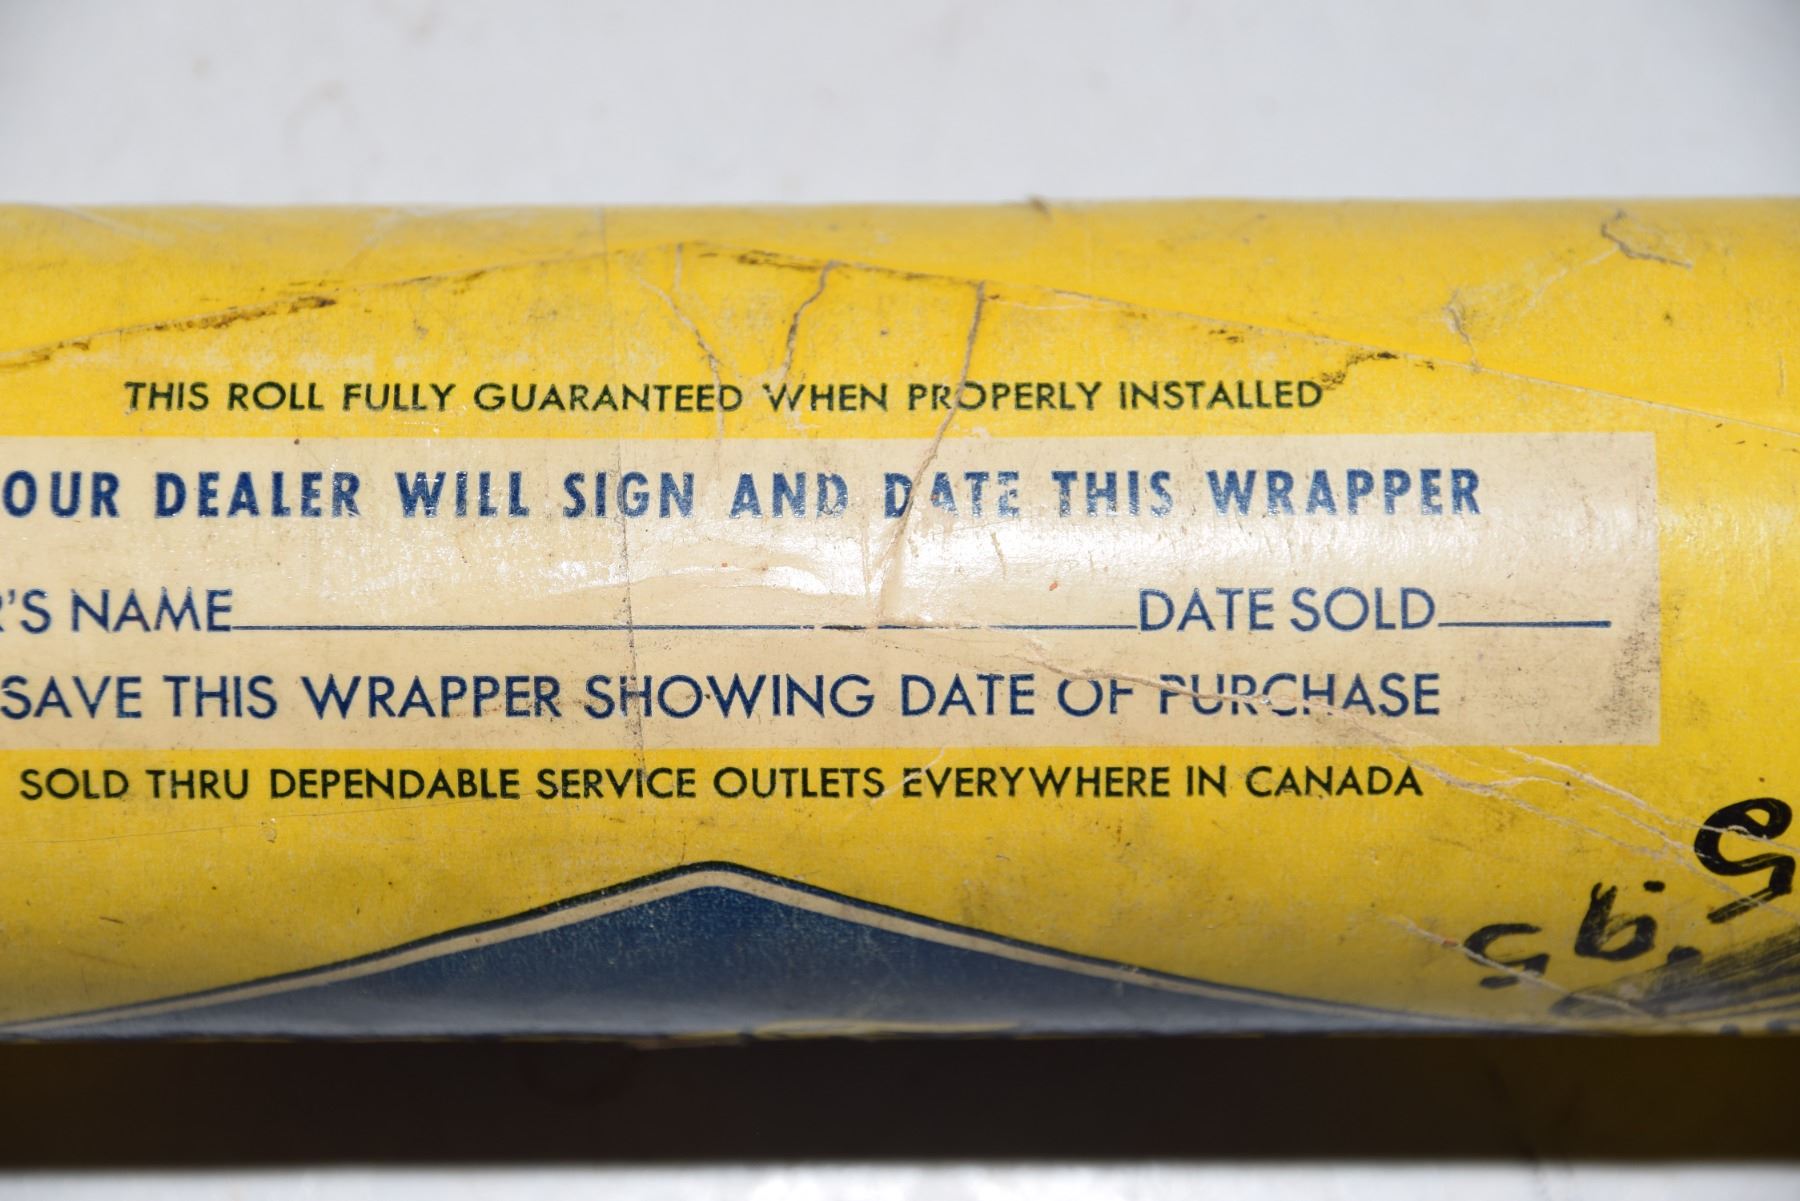 THIS ROLL FULLY GUARANTEED WHEN PROPERLY INSTALLED
OUR DEALER WILL SIGN AND DATE THIS WRAPPER
'S NAME DATE SOLD
SAVE THIS WRAPPER SHOWING DATE OF PURCHASE
SOLD THRU DEPENDABLE SERVICE OUTLETS EVERYWHERE IN CANADA